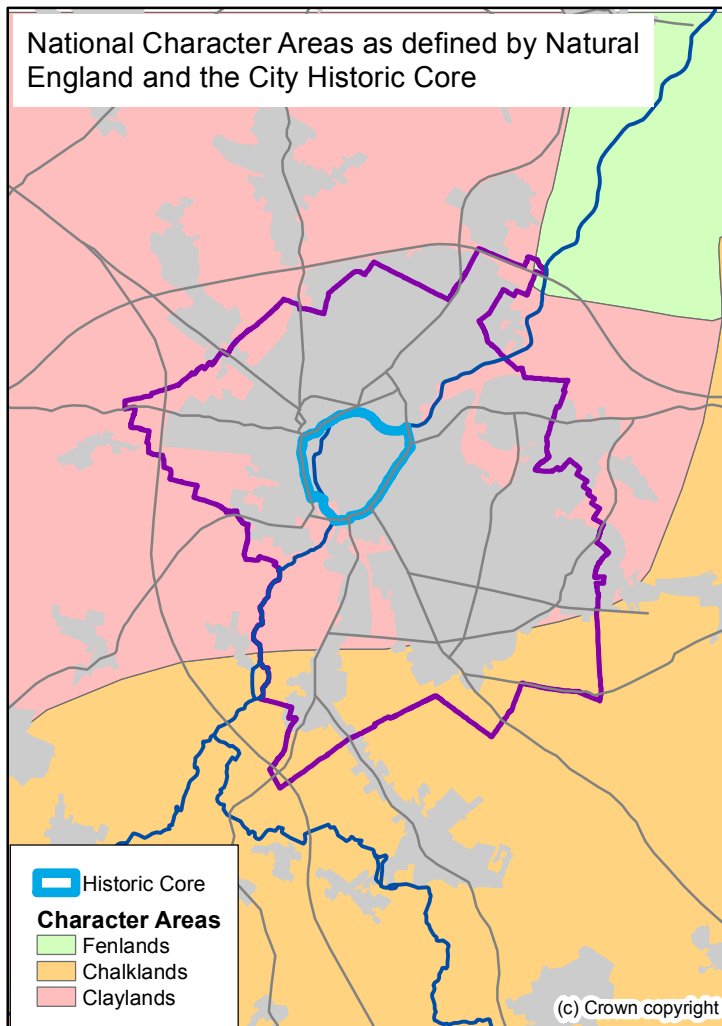 National Character Areas as defined by Natural
England and the City Historic Core
Historic Core
Character Areas
Fenlands
Chalklands
Claylands
(c) Crown copyright